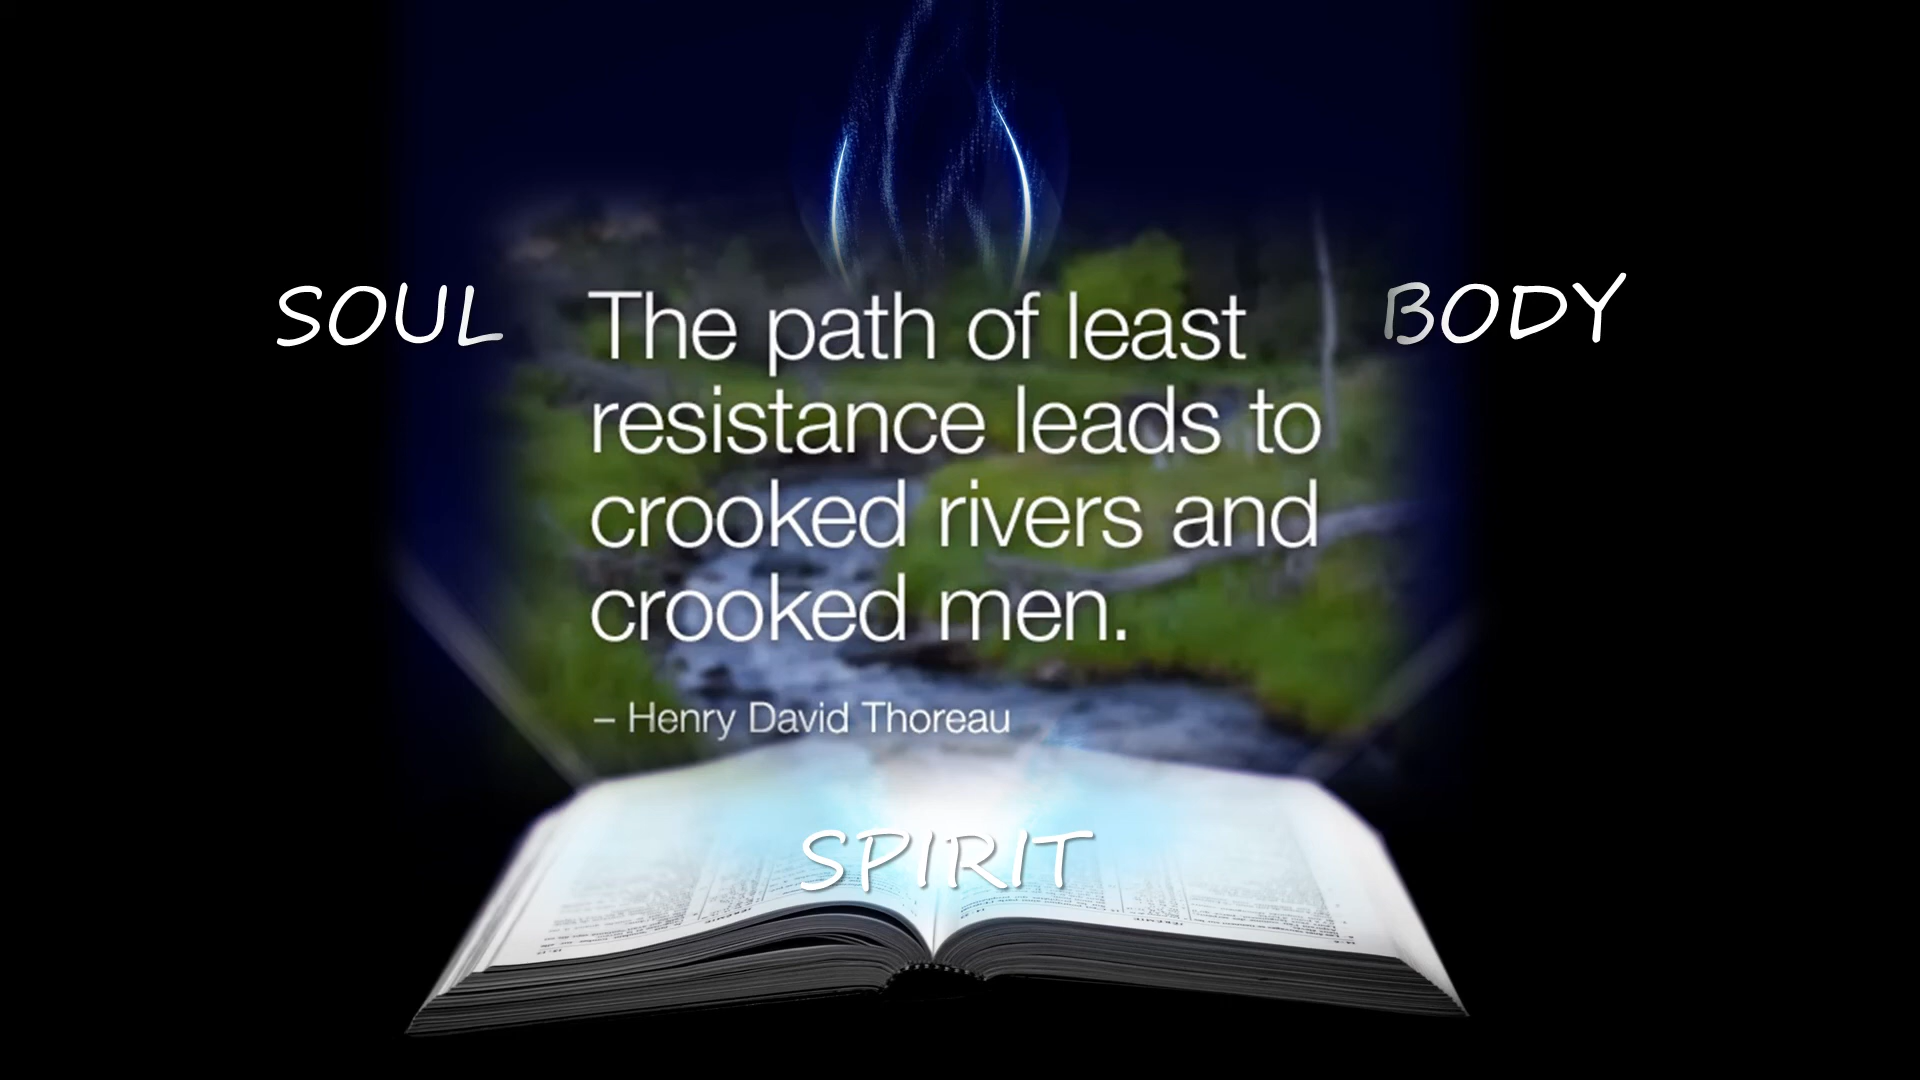 SOUL
BODY
The path of least
resistance leads to
crooked rivers and
crooked men.
– Henry David Thoreau
SPIRIT